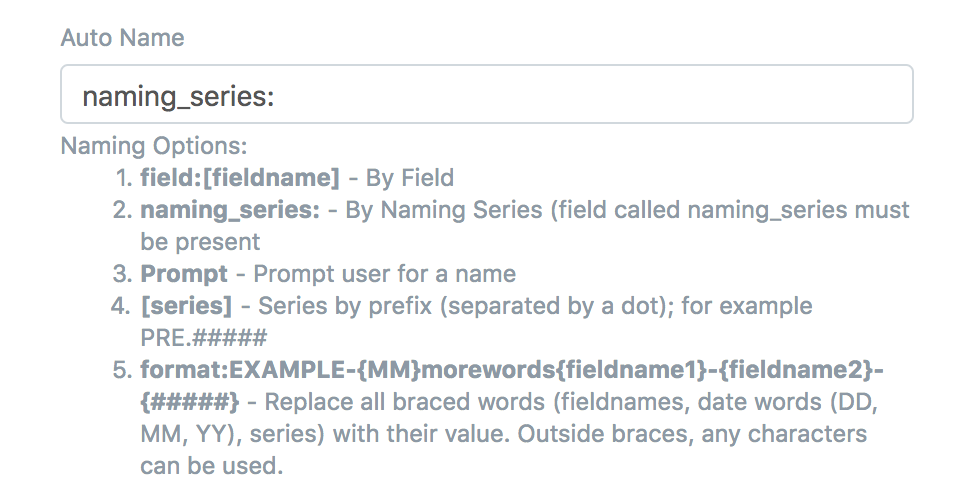 Auto Name
naming_series:
Naming Options:
1. field:[fieldname] - By Field
2. naming_series: - By Naming Series (field called naming_series must
be present
3. Prompt - Prompt user for a name
4. [series] - Series by prefix (separated by a dot); for example
PRE.#####
5. format:EXAMPLE-{MM}morewords{fieldname1}-{fieldname2}-
{#####} - Replace all braced words (fieldnames, date words (DD,
MM, YY), series) with their value. Outside braces, any characters
can be used.